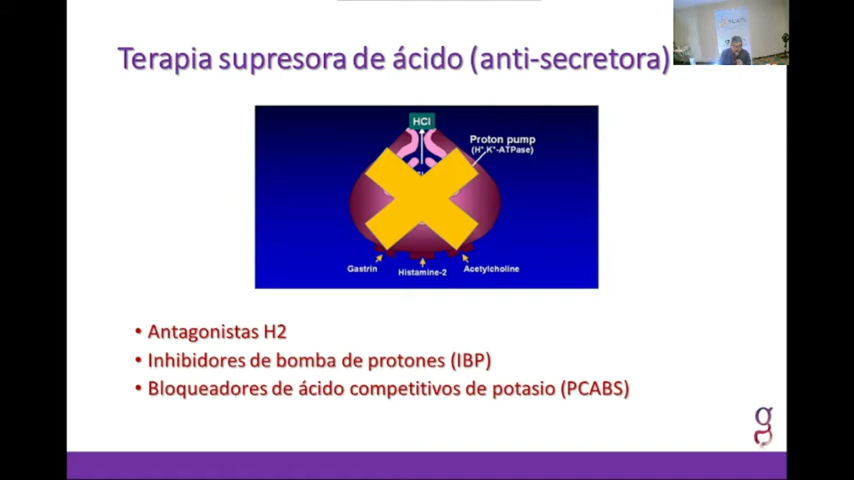 Terapia supresora de ácido (anti-secretora)
HCl
Proton pump
(H⁺,K⁺-ATPase)
Gastrin
Histamine-2
Acetylcholine
• Antagonistas H2
• Inhibidores de bomba de protones (IBP)
• Bloqueadores de ácido competitivos de potasio (PCABS)